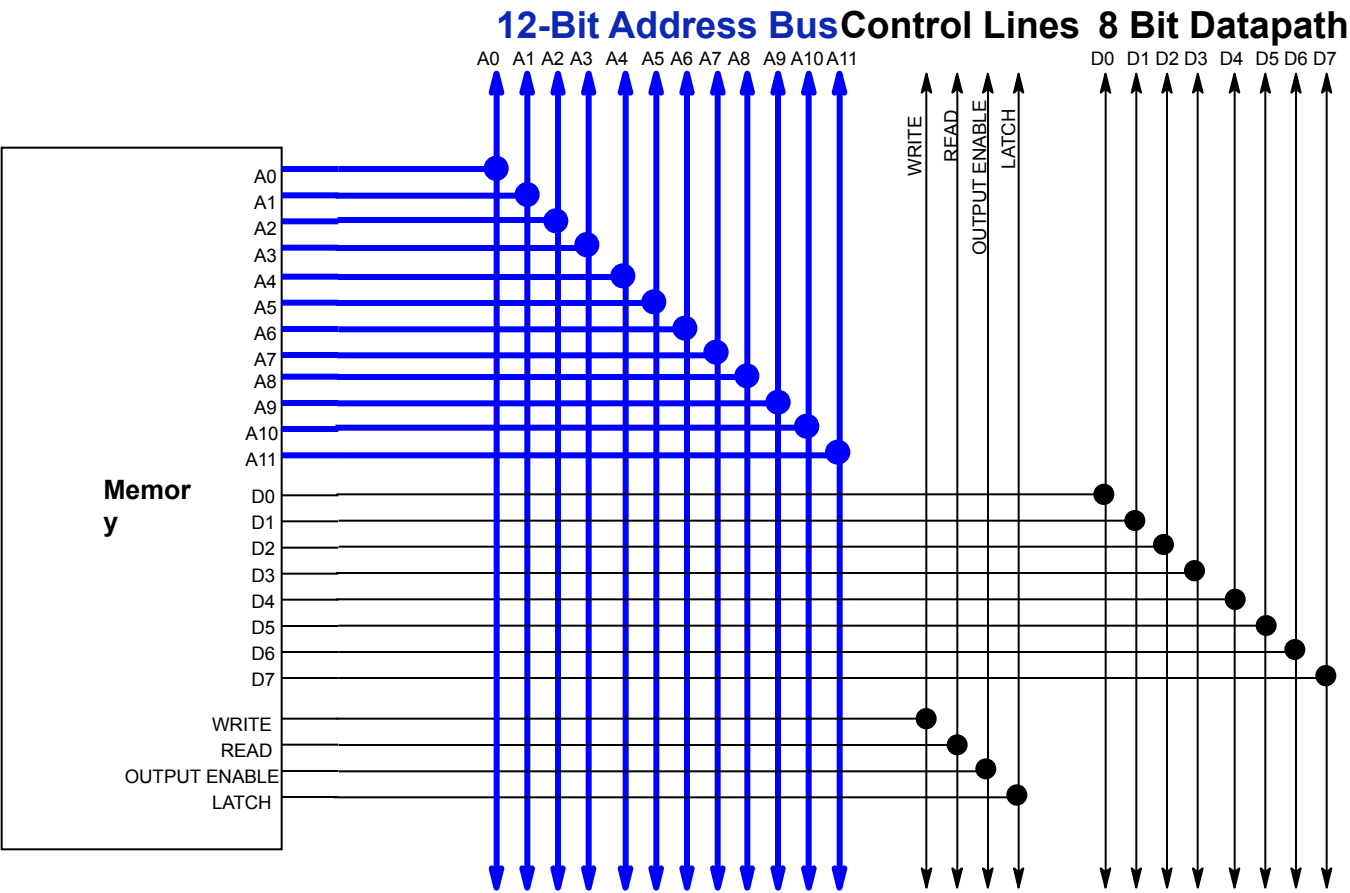 12-Bit Address Bus Control Lines 8 Bit Datapath
A0 A1 A2 A3 A4 A5 A6 A7 A8 A9 A10 A11 D0 D1 D2 D3 D4 D5 D6 D7
WRITE
READ
OUTPUT ENABLE
LATCH
A0
A1
A2
A3
A4
A5
A6
A7
A8
A9
A10
A11
Memor
y
D0
D1
D2
D3
D4
D5
D6
D7
WRITE
READ
OUTPUT ENABLE
LATCH